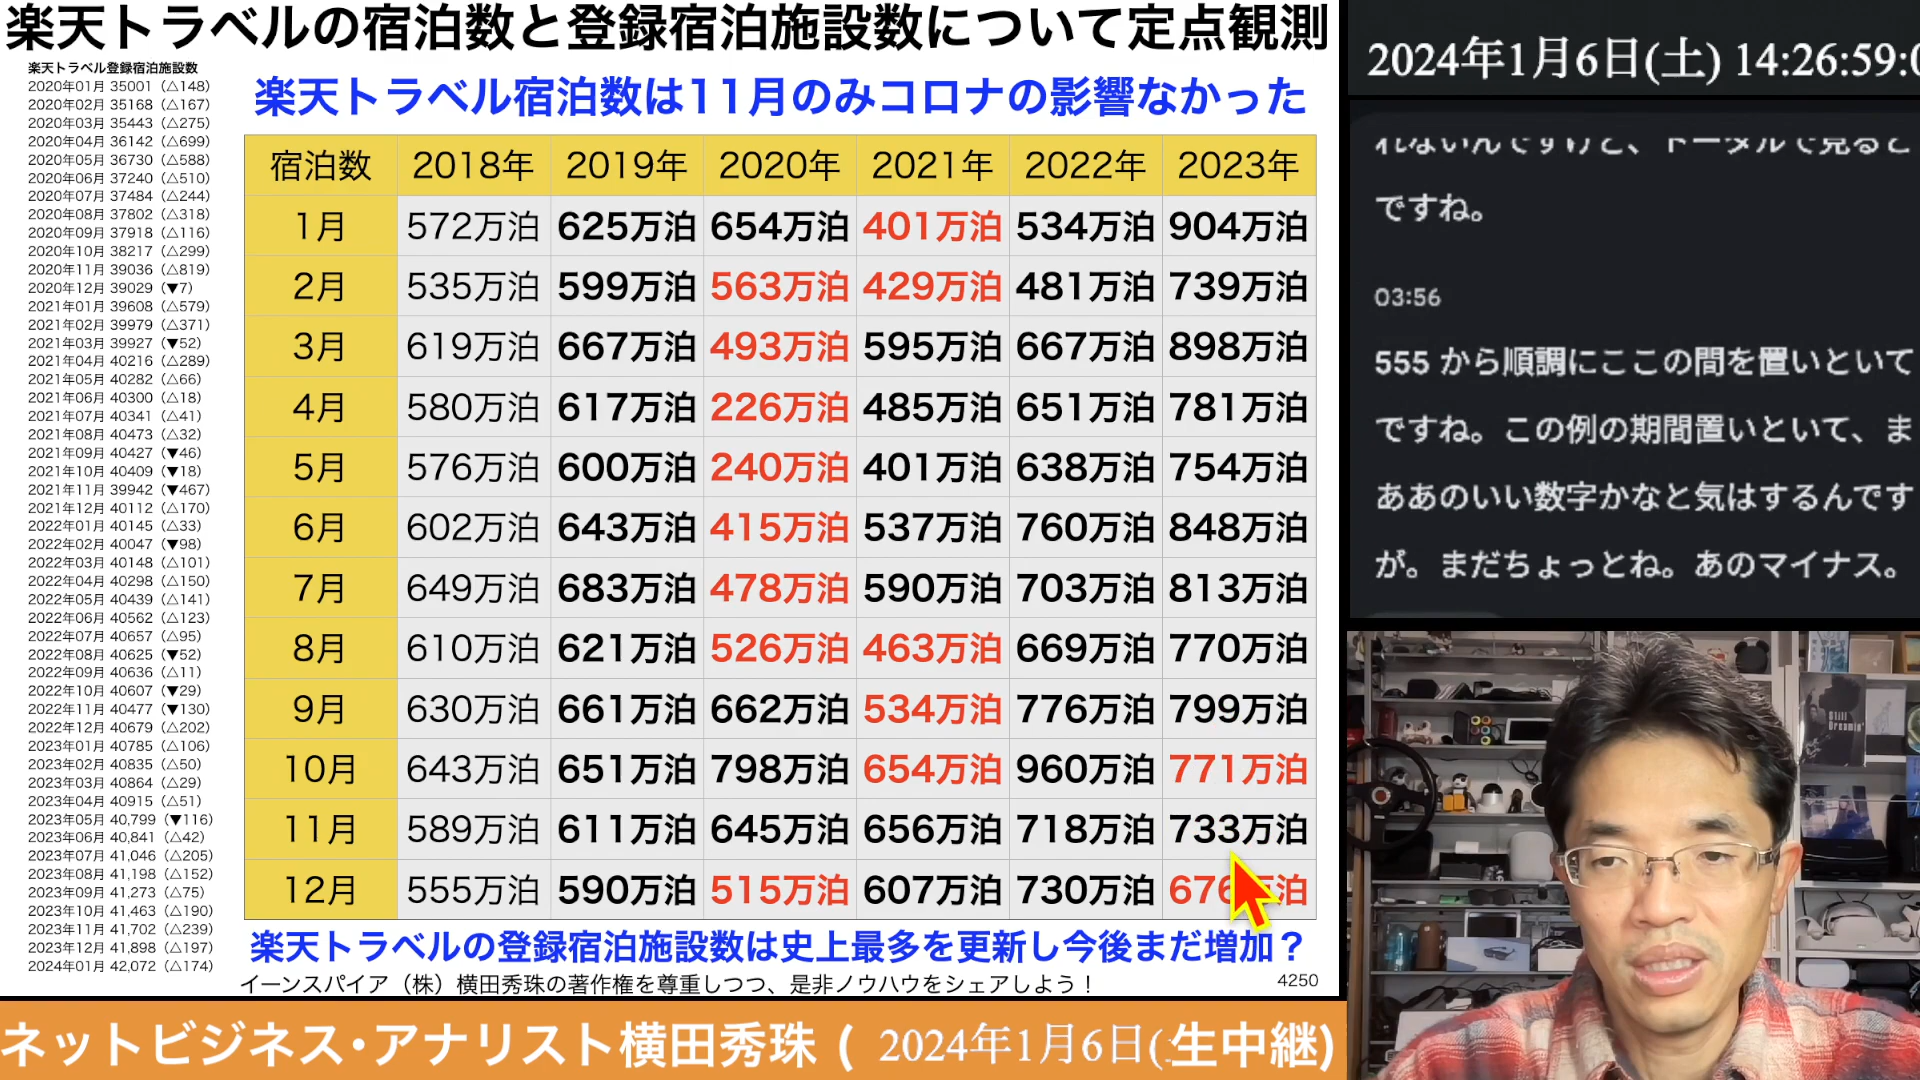 楽天トラベルの宿泊数と登録宿泊施設数について定点観測
楽天トラベル登録宿泊施設数
2020年01月 35001（△148）
2020年02月 35168（△167）
2020年03月 35443（△275）
2020年04月 36142（△699）
2020年05月 36730（△588）
2020年06月 37240（△510）
2020年07月 37484（△244）
2020年08月 37802（△318）
2020年09月 37918（△116）
2020年10月 38217（△299）
2020年11月 39036（△819）
2020年12月 39029（▼7）
2021年01月 39608（△579）
2021年02月 39979（△371）
2021年03月 39927（▼52）
2021年04月 40216（△289）
2021年05月 40282（△66）
2021年06月 40300（△18）
2021年07月 40341（△41）
2021年08月 40473（△32）
2021年09月 40427（▼46）
2021年10月 40409（▼18）
2021年11月 39942（▼467）
2021年12月 40112（△170）
2022年01月 40145（△33）
2022年02月 40047（▼98）
2022年03月 40148（△101）
2022年04月 40298（△150）
2022年05月 40439（△141）
2022年06月 40562（△123）
2022年07月 40657（△95）
2022年08月 40625（▼52）
2022年09月 40636（△11）
2022年10月 40607（▼29）
2022年11月 40477（▼130）
2022年12月 40679（△202）
2023年01月 40785（△106）
2023年02月 40835（△50）
2023年03月 40864（△29）
2023年04月 40915（△51）
2023年05月 40,799（▼116）
2023年06月 40,841（△42）
2023年07月 41,046（△205）
2023年08月 41,198（△152）
2023年09月 41,273（△75）
2023年10月 41,463（△190）
2023年11月 41,702（△239）
2023年12月 41,898（△197）
2024年01月 42,072（△174）
楽天トラベル宿泊数は11月のみコロナの影響なかった
宿泊数 2018年 2019年 2020年 2021年 2022年 2023年
1月 572万泊 625万泊 654万泊 401万泊 534万泊 904万泊
2月 535万泊 599万泊 563万泊 429万泊 481万泊 739万泊
3月 619万泊 667万泊 493万泊 595万泊 667万泊 898万泊
4月 580万泊 617万泊 226万泊 485万泊 651万泊 781万泊
5月 576万泊 600万泊 240万泊 401万泊 638万泊 754万泊
6月 602万泊 643万泊 415万泊 537万泊 760万泊 848万泊
7月 649万泊 683万泊 478万泊 590万泊 703万泊 813万泊
8月 610万泊 621万泊 526万泊 463万泊 669万泊 770万泊
9月 630万泊 661万泊 662万泊 534万泊 776万泊 799万泊
10月 643万泊 651万泊 798万泊 654万泊 960万泊 771万泊
11月 589万泊 611万泊 645万泊 656万泊 718万泊 733万泊
12月 555万泊 590万泊 515万泊 607万泊 730万泊 676万泊
楽天トラベルの登録宿泊施設数は史上最多を更新し今後まだ増加？
イーンスパイア（株）横田秀珠の著作権を尊重しつつ、是非ノウハウをシェアしよう！
4250
ネットビジネス・アナリスト横田秀珠 ( 2024年1月6日( 生中継)
2024年1月6日(土) 14:26:59:0
れないんですけど、トータルで見ると
ですね。
03:56
555 から順調にここの間を置いといて
ですね。この例の期間置いといて、ま
ああのいい数字かなと気はするんです
が。まだちょっとね。あのマイナス。
Still
Dreamin'